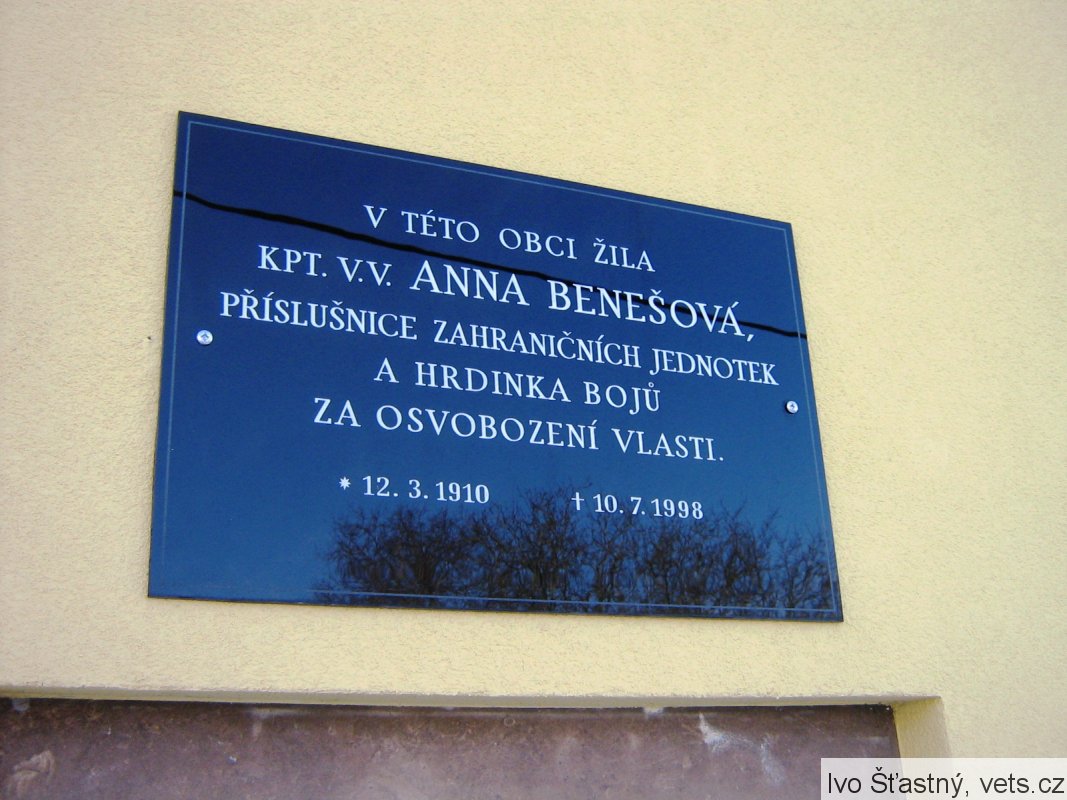 V TÉTO OBCI ŽILA
KPT. V.V. ANNA BENEŠOVÁ,
PŘÍSLUŠNICE ZAHRANIČNÍCH JEDNOTEK
A HRDINKA BOJŮ
ZA OSVOBOZENÍ VLASTI.
* 12. 3. 1910 † 10. 7. 1998
Ivo Šťastný, vets.cz